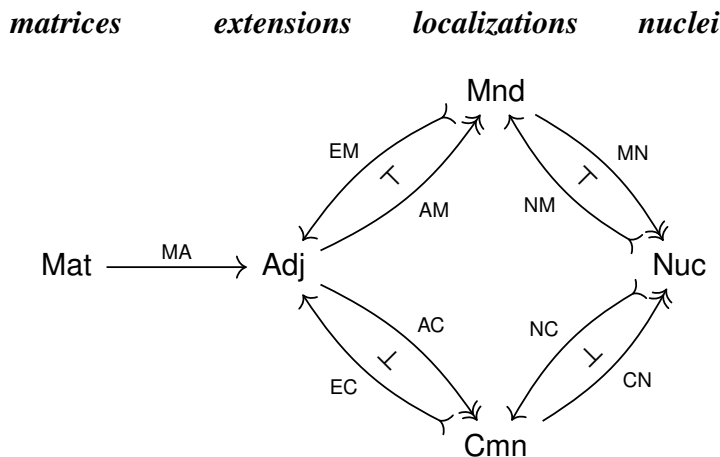 matrices extensions localizations nuclei
Mnd
EM MN
AM NM
MA
Mat Adj Nuc
AC NC
EC CN
Cmn